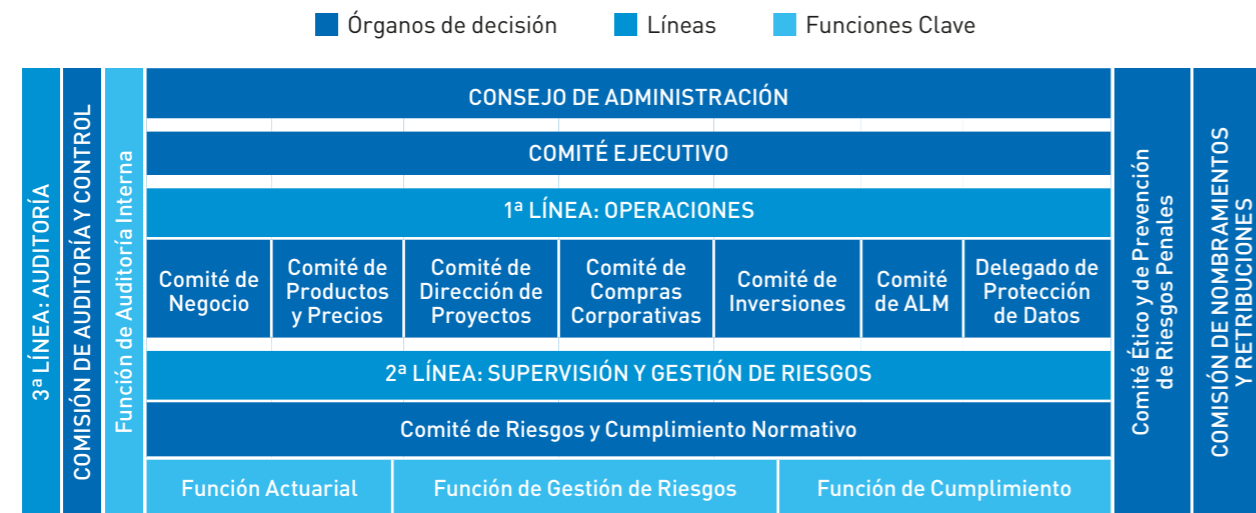 Órganos de decisión
Líneas
Funciones Clave
3ª LÍNEA: AUDITORÍA
COMISIÓN DE AUDITORÍA Y CONTROL
Función de Auditoría Interna
CONSEJO DE ADMINISTRACIÓN
COMITÉ EJECUTIVO
1ª LÍNEA: OPERACIONES
Comité de
Negocio
Comité de
Productos
y Precios
Comité de
Dirección de
Proyectos
Comité de
Compras
Corporativas
Comité de
Inversiones
Comité
de ALM
Delegado de
Protección
de Datos
2ª LÍNEA: SUPERVISIÓN Y GESTIÓN DE RIESGOS
Comité de Riesgos y Cumplimiento Normativo
Función Actuarial
Función de Gestión de Riesgos
Función de Cumplimiento
Comité Ético y de Prevención
de Riesgos Penales
COMISIÓN DE NOMBRAMIENTOS
Y RETRIBUCIONES